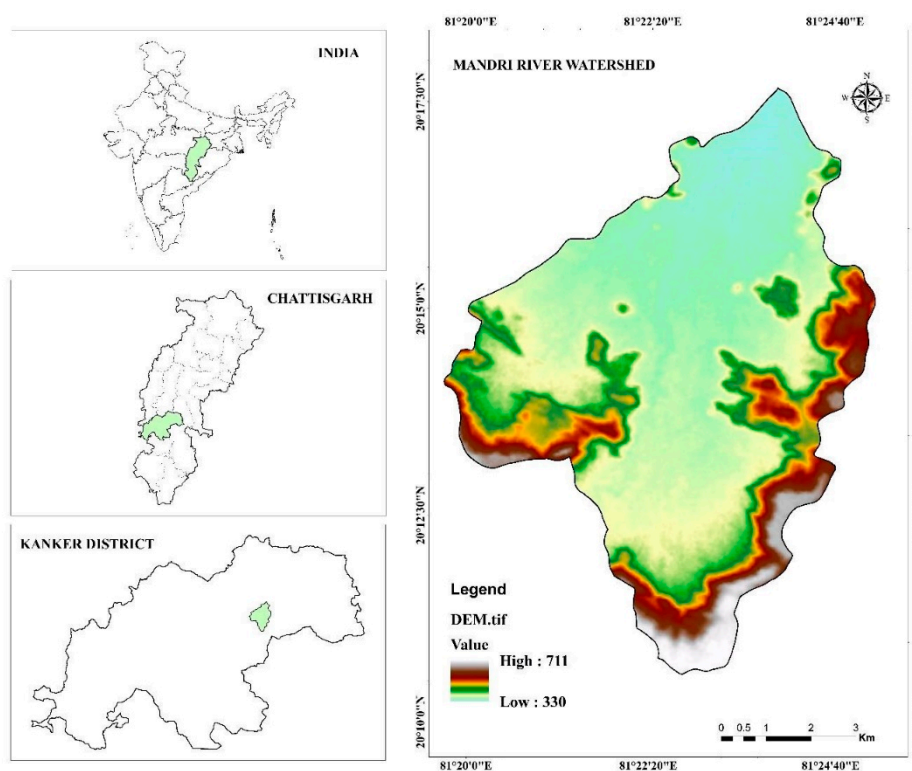 INDIA
CHATTISGARH
KANKER DISTRICT
81°20'0"E 81°22'20"E 81°24'40"E
MANDRI RIVER WATERSHED
N
W E
S
20°17'30"N
20°15'0"N
20°12'30"N
20°10'0"N
Legend
DEM.tif
Value
High : 711
Low : 330
0 0.5 1 2 3
Km
81°20'0"E 81°22'20"E 81°24'40"E